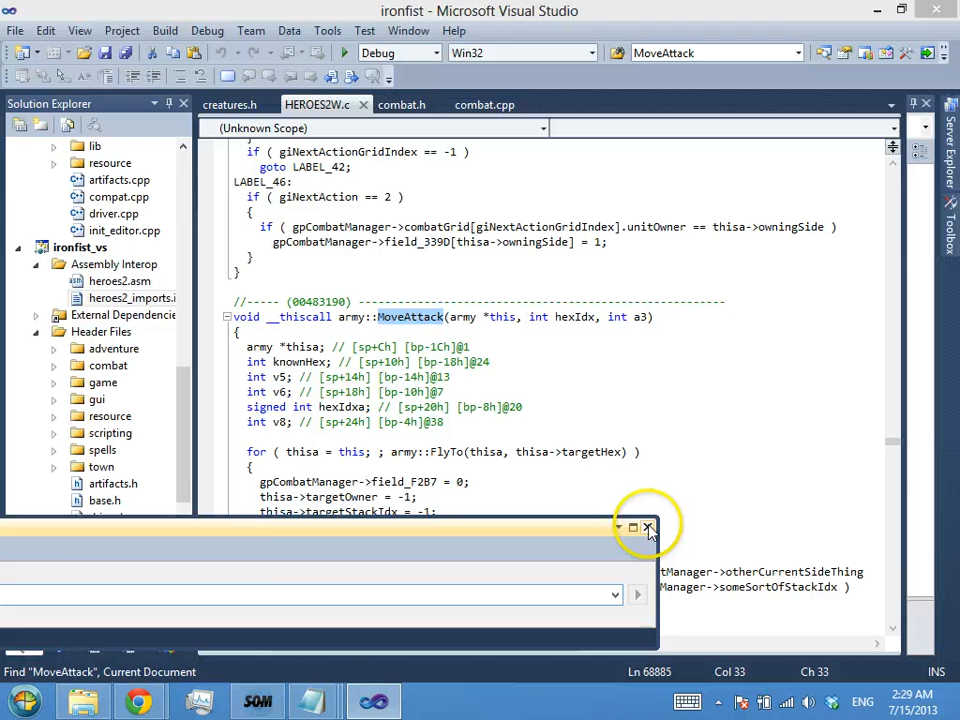 ironfist - Microsoft Visual Studio
File Edit View Project Build Debug Team Data Tools Test Window Help
Debug Win32 MoveAttack
Solution Explorer
creatures.h HEROES2W.c combat.h combat.cpp
(Unknown Scope)
lib
resource
artifacts.cpp
compat.cpp
driver.cpp
init_editor.cpp
ironfist_vs
Assembly Interop
heroes2.asm
heroes2_imports.i
External Dependencie
Header Files
adventure
combat
game
gui
resource
scripting
spells
town
artifacts.h
base.h
if ( giNextActionGridIndex == -1 )
goto LABEL_42;
LABEL_46:
if ( giNextAction == 2 )
{
if ( gpCombatManager->combatGrid[giNextActionGridIndex].unitOwner == thisa->owningSide )
gpCombatManager->field_339D[thisa->owningSide] = 1;
}
}
//----- (00483190) --------------------------------------------------------
void __thiscall army::MoveAttack(army *this, int hexIdx, int a3)
{
army *thisa; // [sp+Ch] [bp-1Ch]@1
int knownHex; // [sp+10h] [bp-18h]@24
int v5; // [sp+14h] [bp-14h]@13
int v6; // [sp+18h] [bp-10h]@7
signed int hexIdxa; // [sp+20h] [bp-8h]@20
int v8; // [sp+24h] [bp-4h]@38
for ( thisa = this; ; army::FlyTo(thisa, thisa->targetHex) )
{
gpCombatManager->field_F2B7 = 0;
thisa->targetOwner = -1;
thisa->targetStackIdx = -1;
tManager->otherCurrentSideThing
Manager->someSortOfStackIdx )
Server Explorer
Toolbox
Find "MoveAttack", Current Document
Ln 68885 Col 33 Ch 33 INS
SOM
ENG
2:29 AM
7/15/2013